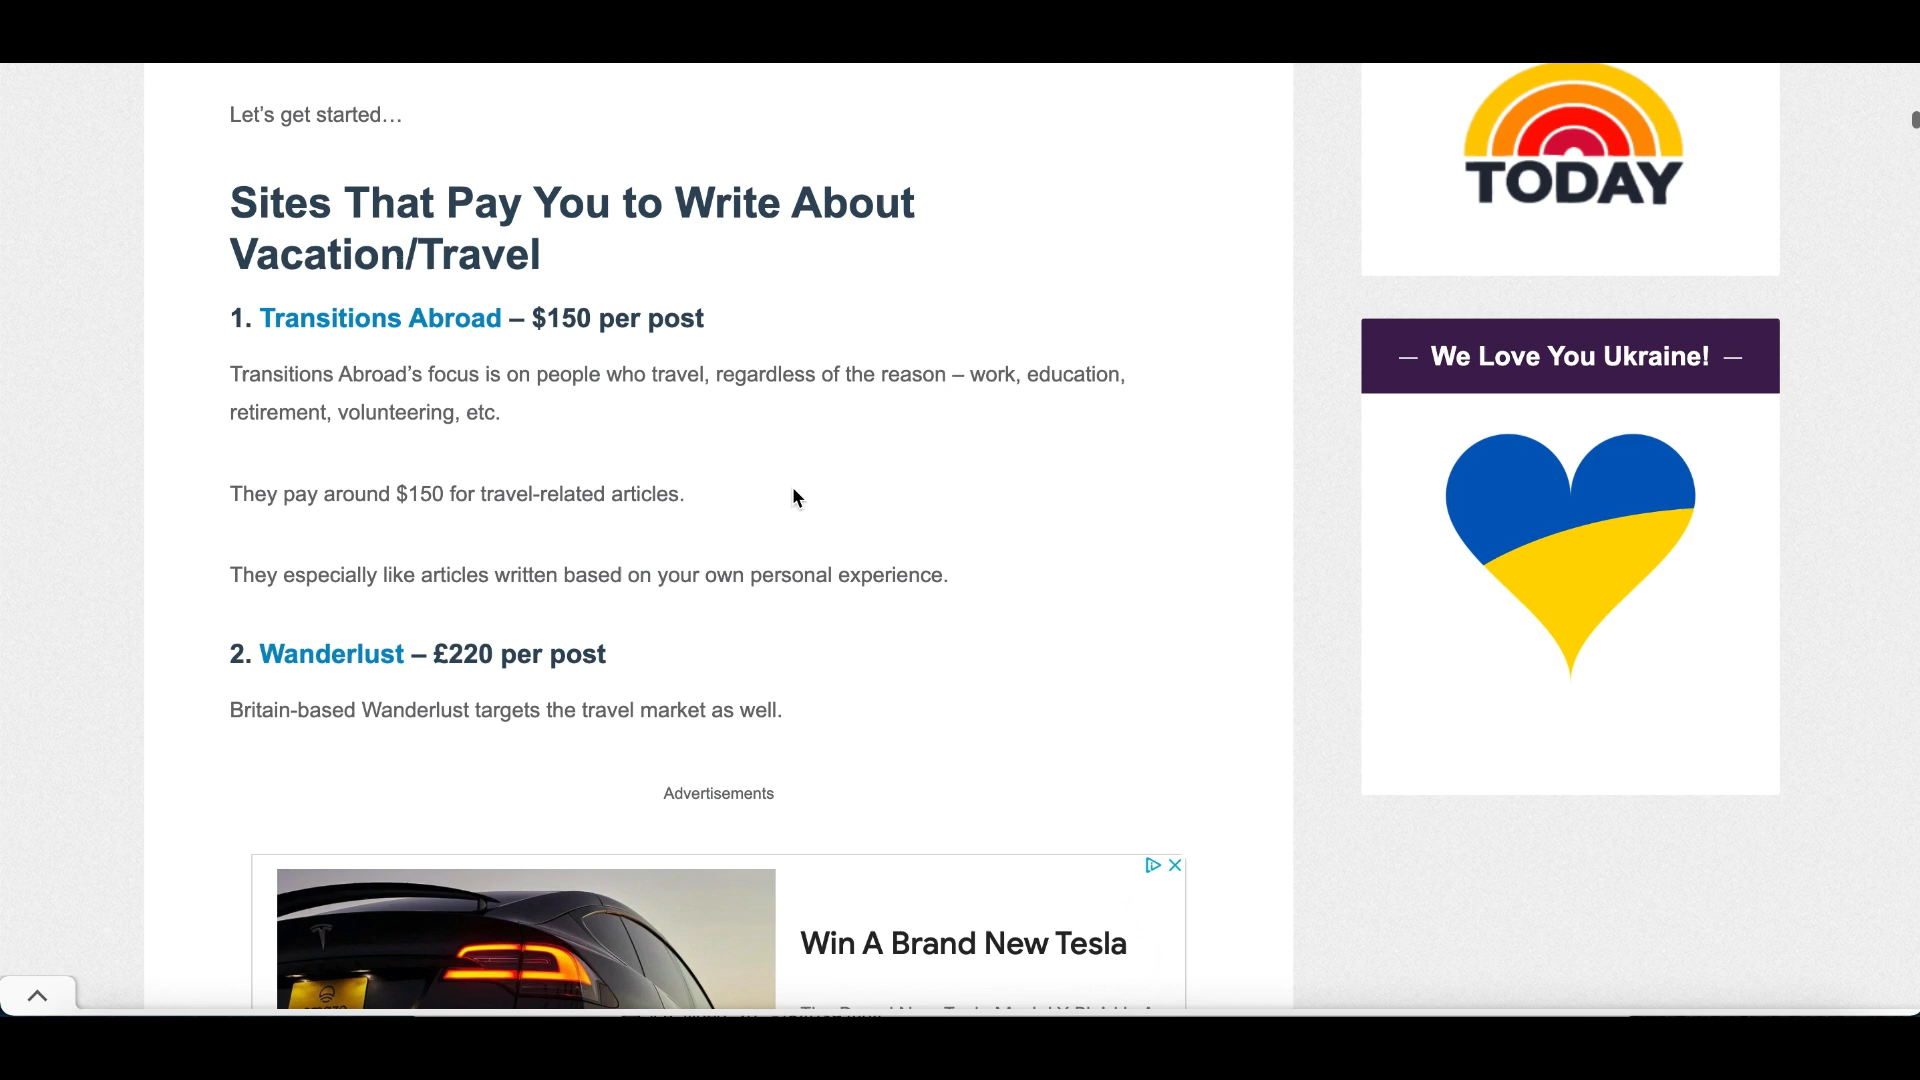 Let’s get started…
Sites That Pay You to Write About
Vacation/Travel
1. Transitions Abroad – $150 per post
Transitions Abroad’s focus is on people who travel, regardless of the reason – work, education,
retirement, volunteering, etc.
They pay around $150 for travel-related articles.
They especially like articles written based on your own personal experience.
2. Wanderlust – £220 per post
Britain-based Wanderlust targets the travel market as well.
Advertisements
Win A Brand New Tesla
TODAY
— We Love You Ukraine! —